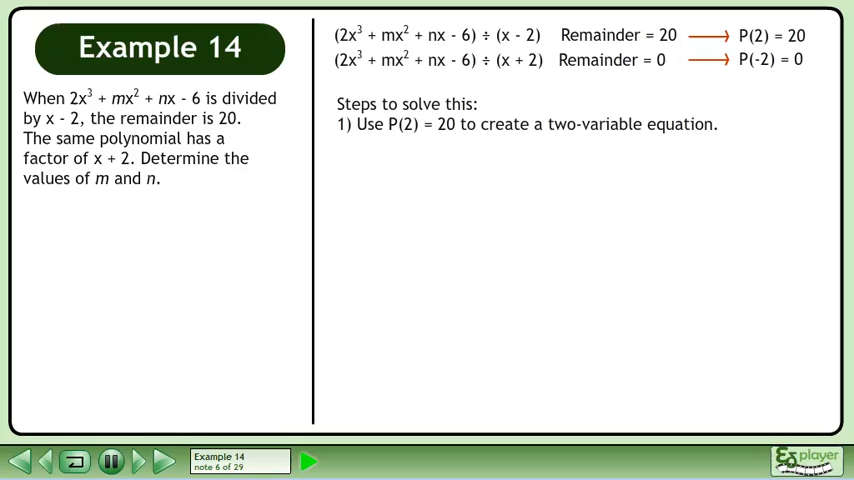 Example 14
When 2x³ + mx² + nx - 6 is divided
by x - 2, the remainder is 20.
The same polynomial has a
factor of x + 2. Determine the
values of m and n.
(2x³ + mx² + nx - 6) ÷ (x - 2) Remainder = 20 ⟶ P(2) = 20
(2x³ + mx² + nx - 6) ÷ (x + 2) Remainder = 0 ⟶ P(-2) = 0
Steps to solve this:
1) Use P(2) = 20 to create a two-variable equation.
Example 14
note 6 of 29
player